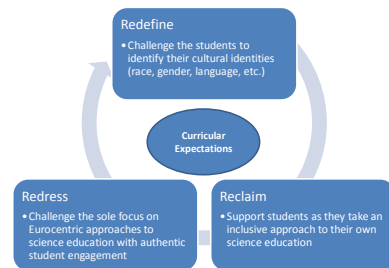 Redefine
• Challenge the students to
identify their cultural identities
(race, gender, language, etc.)
Curricular
Expectations
Redress
• Challenge the sole focus on
Eurocentric approaches to
science education with authentic
student engagement
Reclaim
• Support students as they take an
inclusive approach to their own
science education